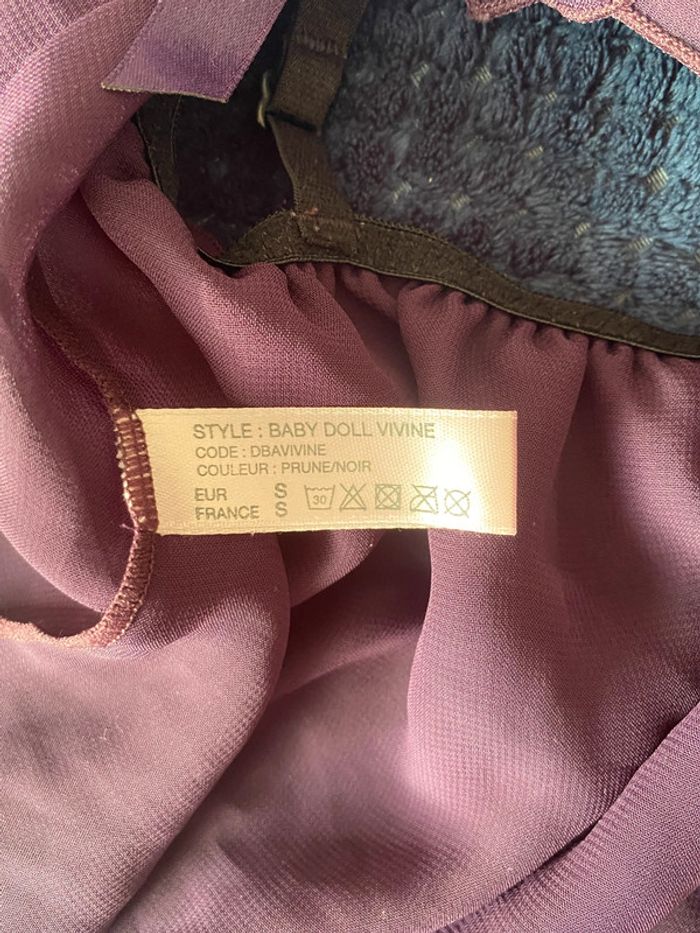 STYLE : BABY DOLL VIVINE
CODE : DBAVIVINE
COULEUR : PRUNE/NOIR
EUR S
FRANCE S 30